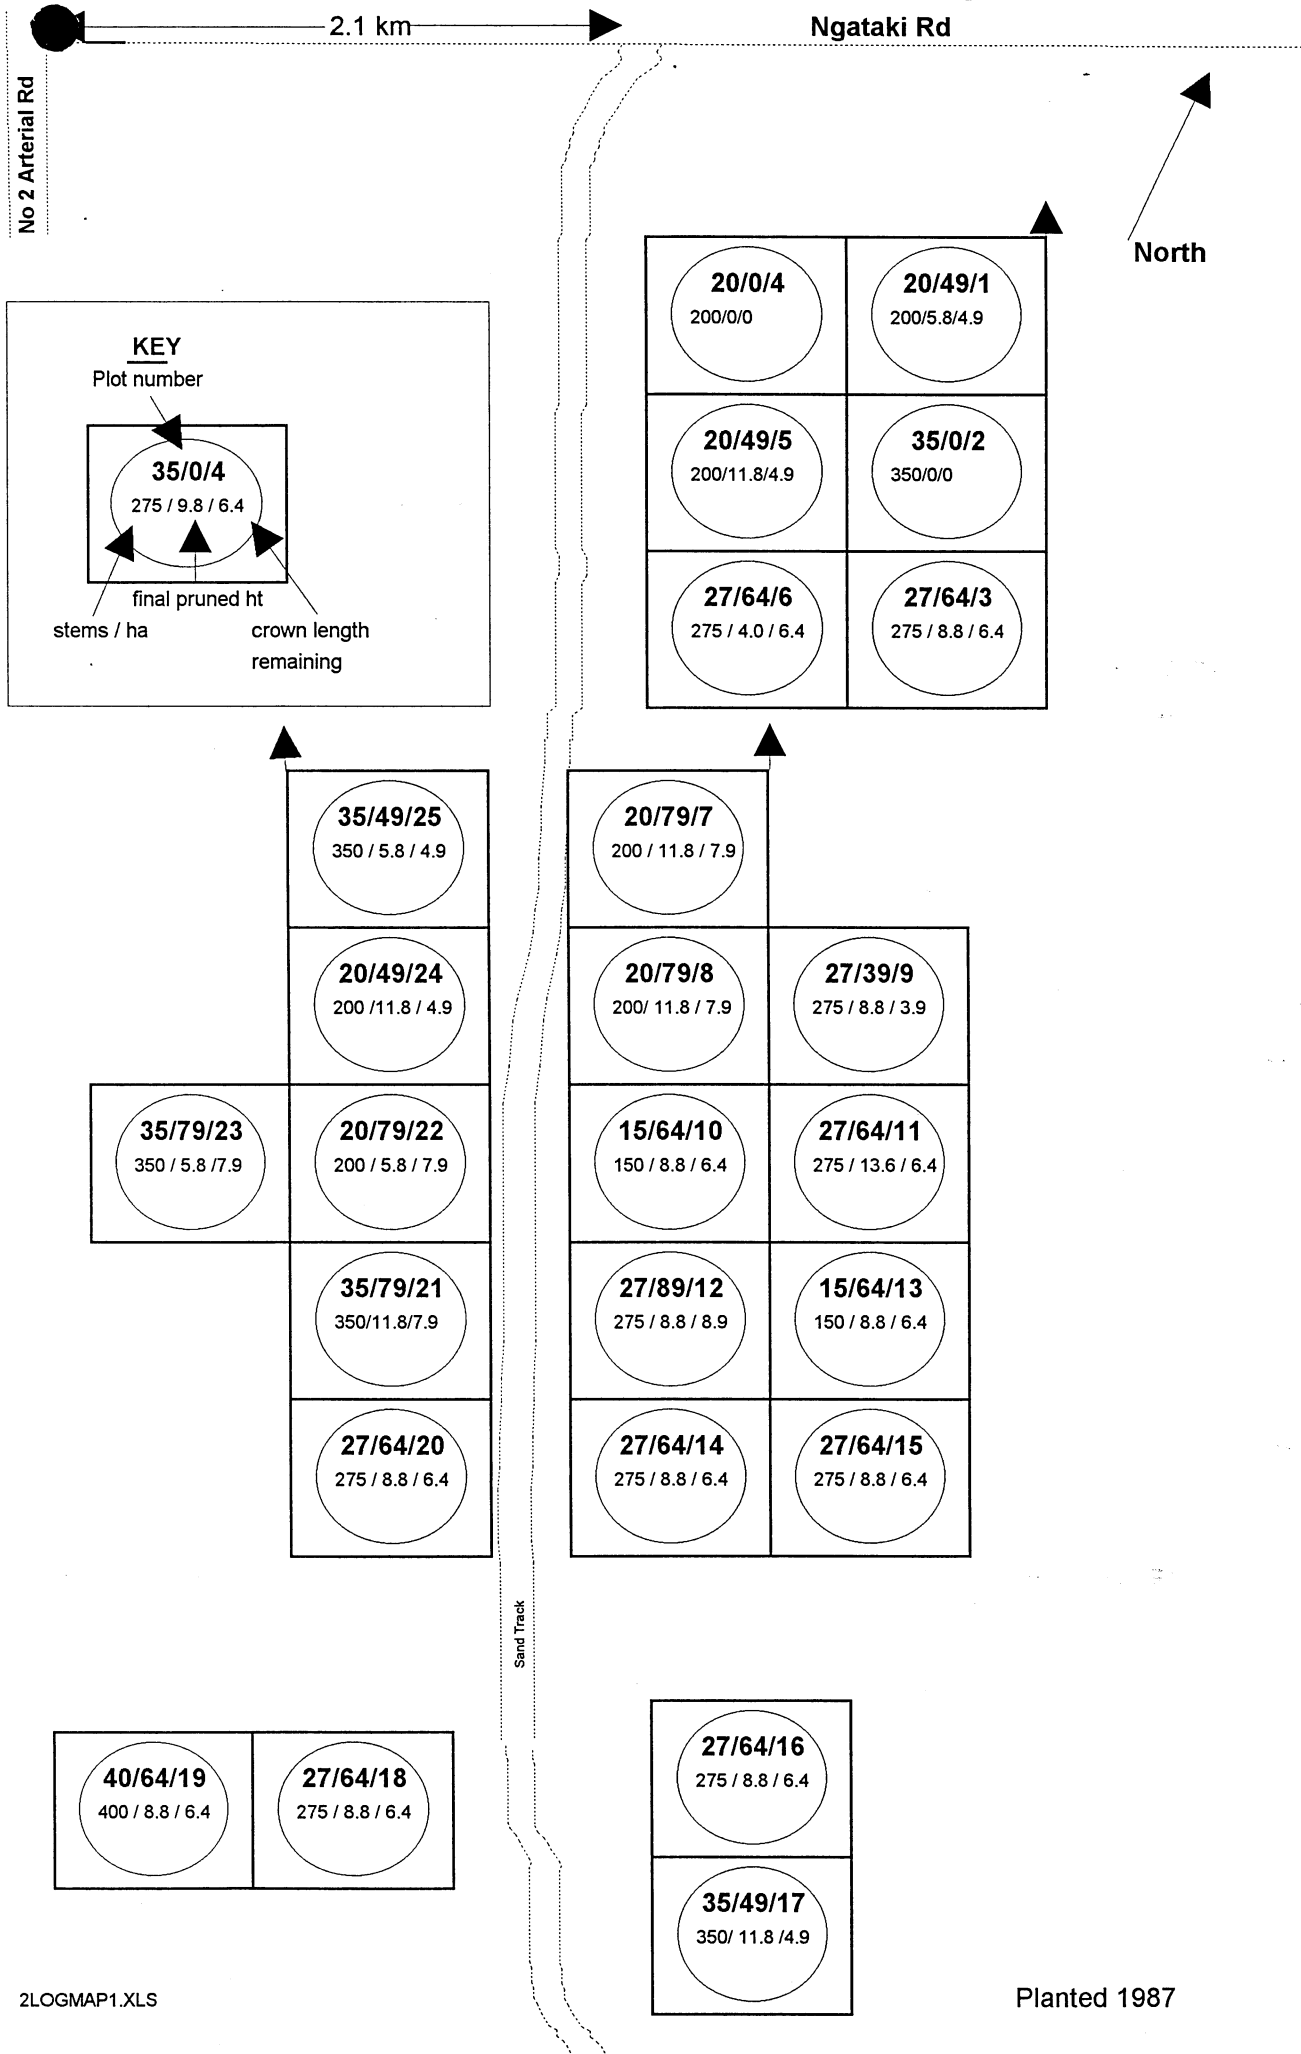 2.1 km
Ngataki Rd
No 2 Arterial Rd
North
KEY
Plot number
35/0/4
275 / 9.8 / 6.4
final pruned ht
stems / ha
crown length
remaining
20/0/4
200/0/0
20/49/1
200/5.8/4.9
20/49/5
200/11.8/4.9
35/0/2
350/0/0
27/64/6
275 / 4.0 / 6.4
27/64/3
275 / 8.8 / 6.4
35/49/25
350 / 5.8 / 4.9
20/79/7
200 / 11.8 / 7.9
20/49/24
200 /11.8 / 4.9
20/79/8
200/ 11.8 / 7.9
27/39/9
275 / 8.8 / 3.9
35/79/23
350 / 5.8 /7.9
20/79/22
200 / 5.8 / 7.9
15/64/10
150 / 8.8 / 6.4
27/64/11
275 / 13.6 / 6.4
35/79/21
350/11.8/7.9
27/89/12
275 / 8.8 / 8.9
15/64/13
150 / 8.8 / 6.4
27/64/20
275 / 8.8 / 6.4
27/64/14
275 / 8.8 / 6.4
27/64/15
275 / 8.8 / 6.4
Sand Track
40/64/19
400 / 8.8 / 6.4
27/64/18
275 / 8.8 / 6.4
27/64/16
275 / 8.8 / 6.4
35/49/17
350/ 11.8 /4.9
2LOGMAP1.XLS
Planted 1987